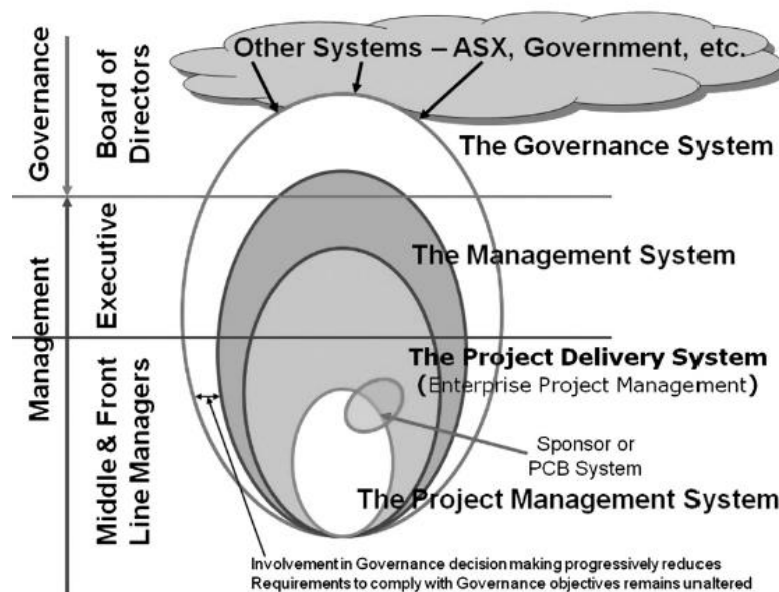 Other Systems – ASX, Government, etc.
Governance
Board of
Directors
The Governance System
Management
Executive
The Management System
Middle & Front
Line Managers
The Project Delivery System
(Enterprise Project Management)
Sponsor or
PCB System
The Project Management System
Involvement in Governance decision making progressively reduces
Requirements to comply with Governance objectives remains unaltered